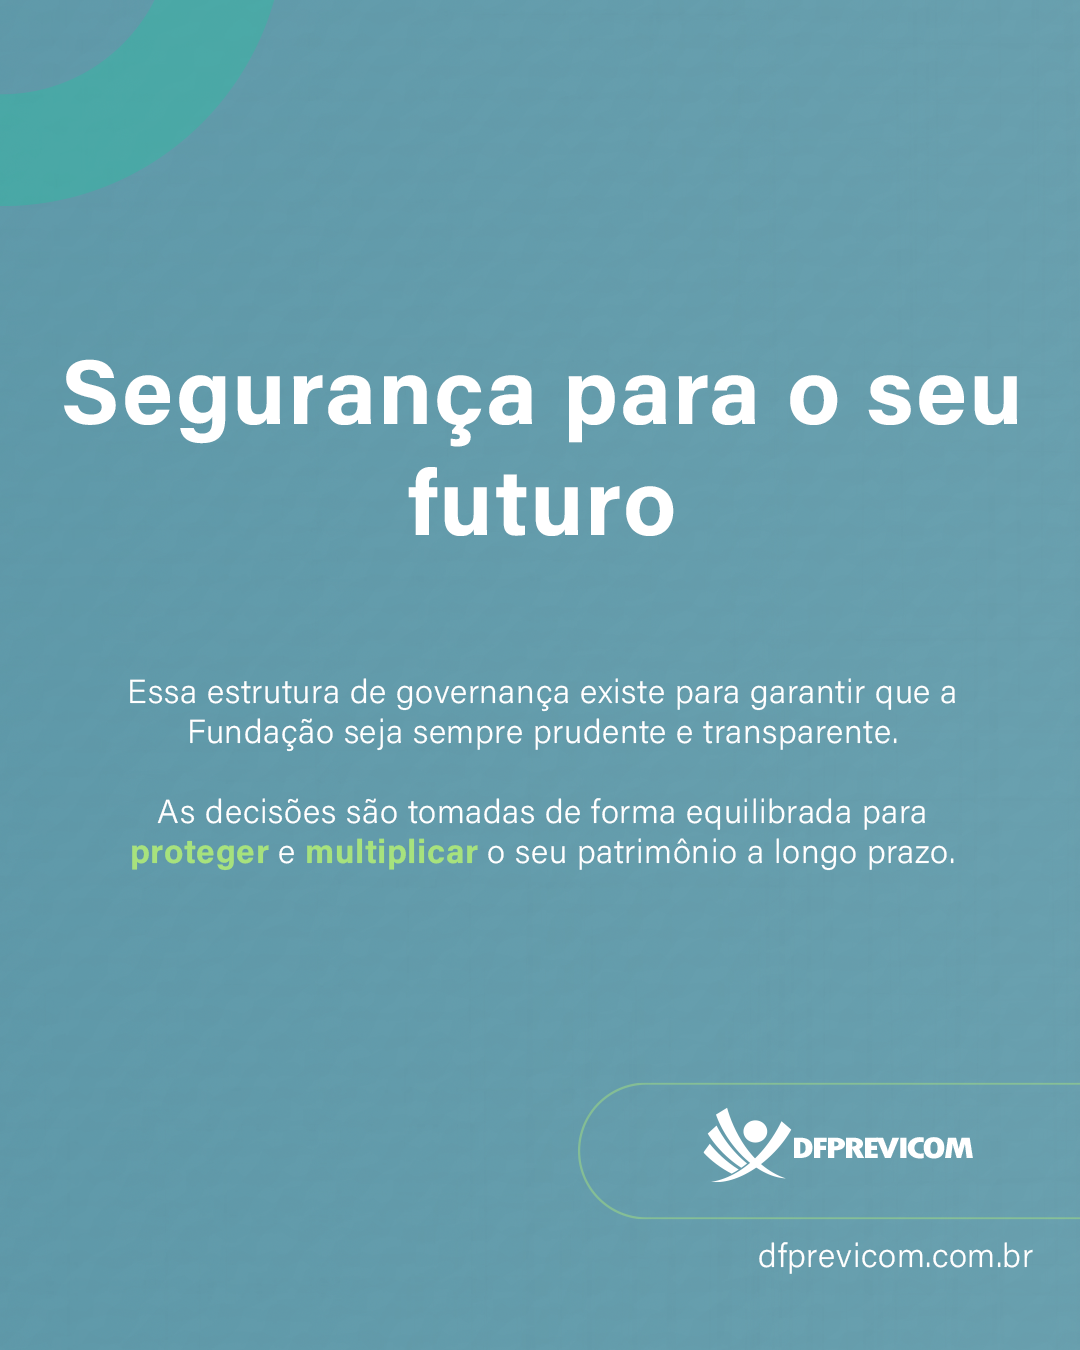 Segurança para o seu
futuro
Essa estrutura de governança existe para garantir que a
Fundação seja sempre prudente e transparente.
As decisões são tomadas de forma equilibrada para
proteger e multiplicar o seu patrimônio a longo prazo.
DFPREVICOM
dfprevicom.com.br